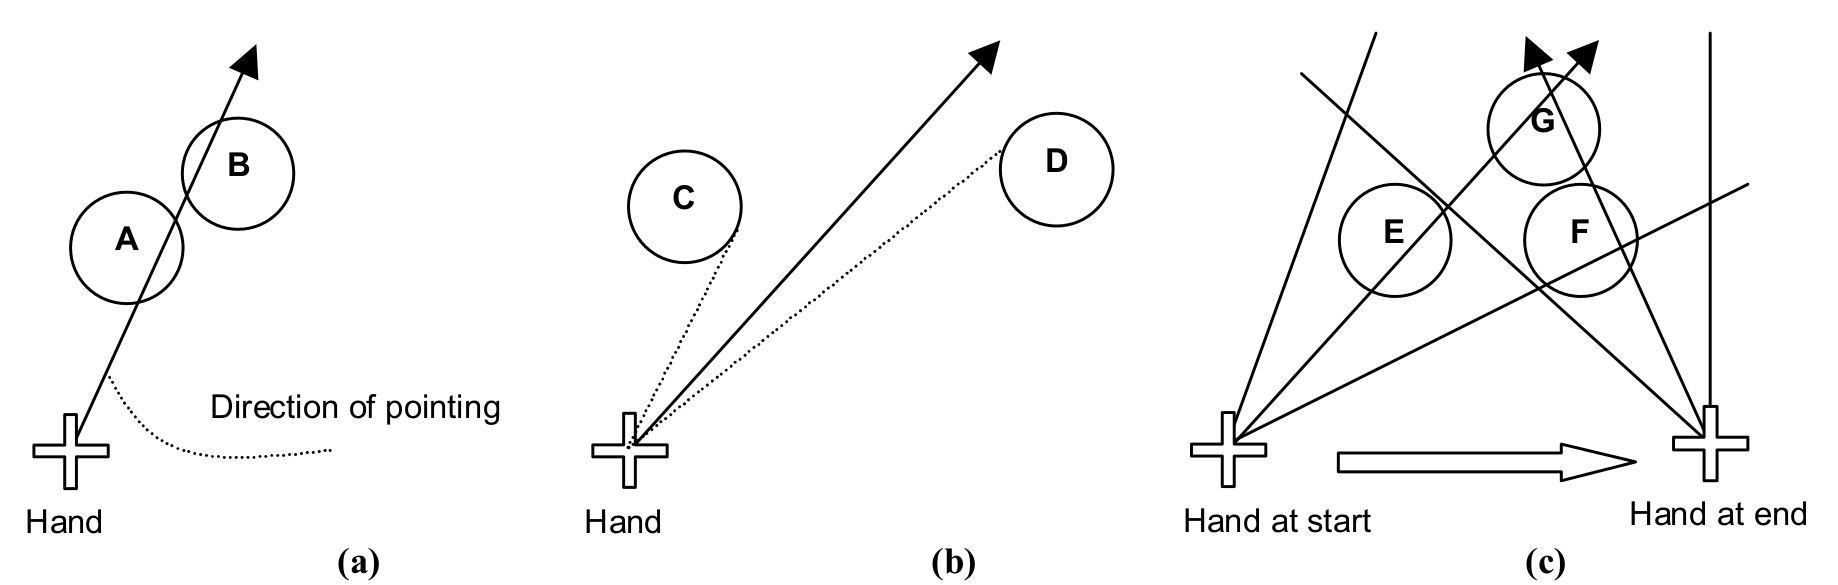 A
B
Direction of pointing
Hand
(a)
C
D
Hand
(b)
G
E
F
Hand at start
Hand at end
(c)